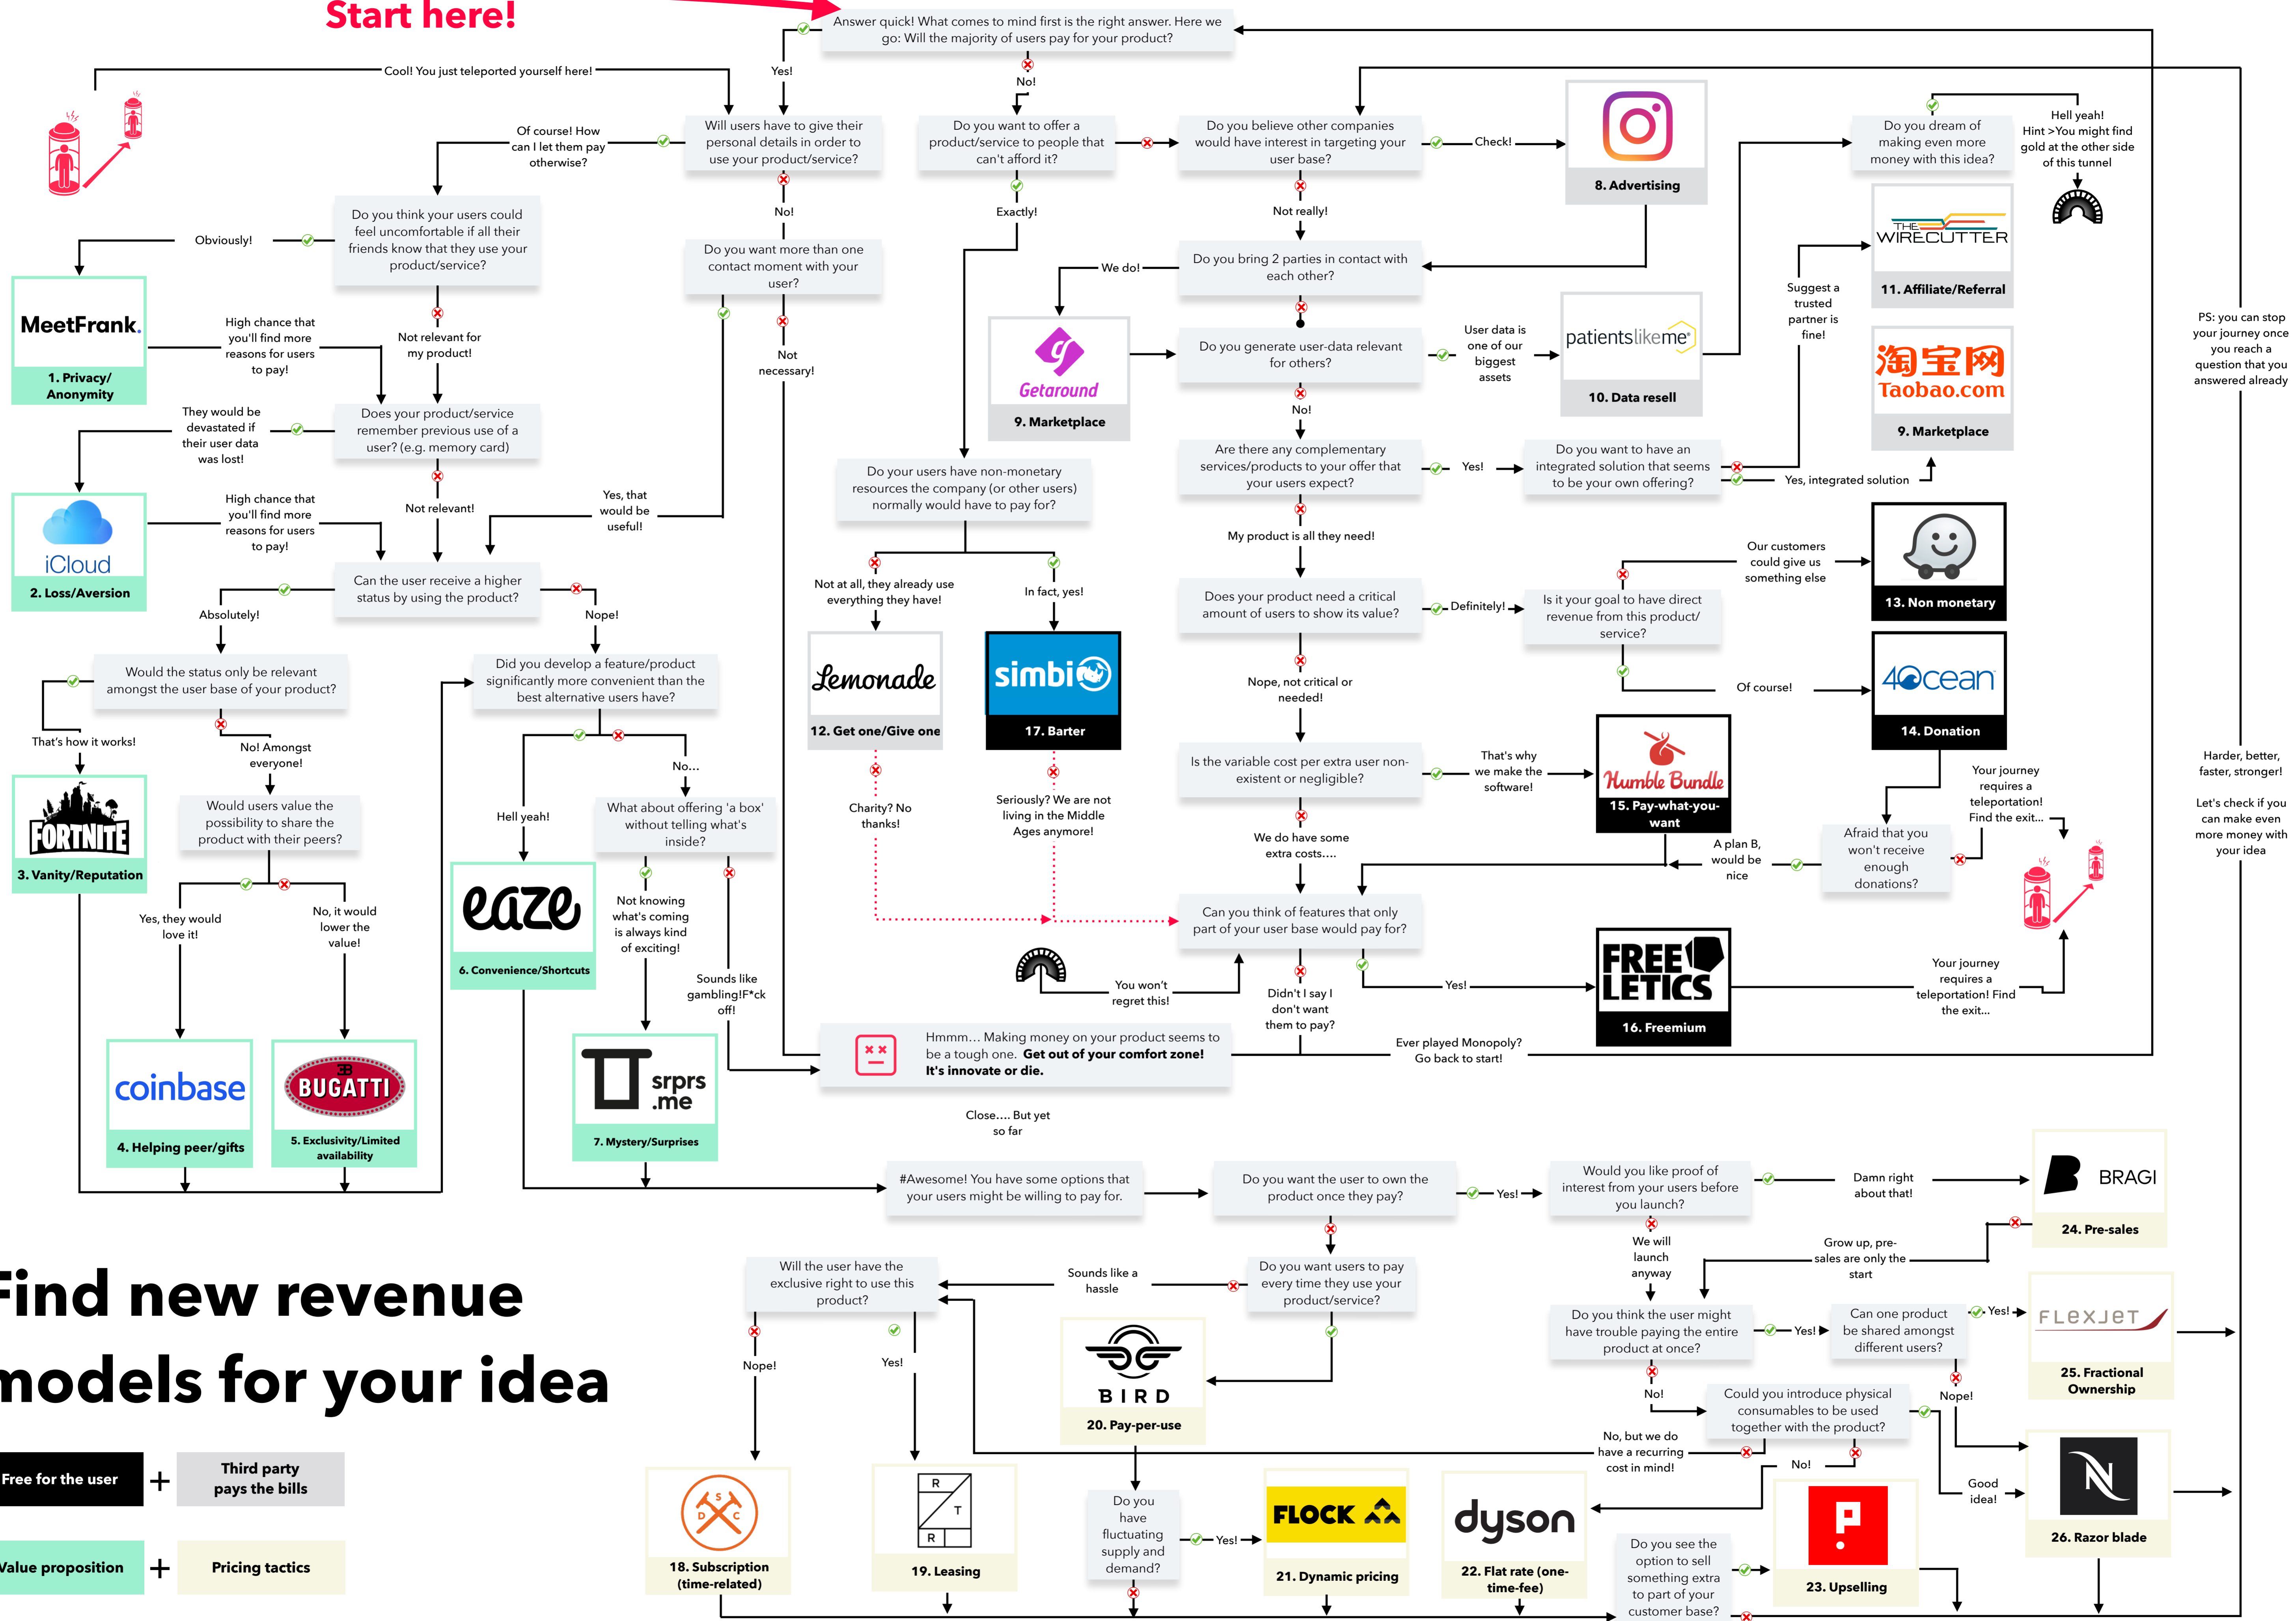 Start here!
Answer quick! What comes to mind first is the right answer. Here we
go: Will the majority of users pay for your product?
Cool! You just teleported yourself here!
Yes!
No!
Of course! How
can I let them pay
otherwise?
Will users have to give their
personal details in order to
use your product/service?
Do you want to offer a
product/service to people that
can't afford it?
Do you believe other companies
would have interest in targeting your
user base?
Check!
8. Advertising
Do you dream of
making even more
money with this idea?
Hell yeah!
Hint >You might find
gold at the other side
of this tunnel
No!
Exactly!
Not really!
Do you think your users could
feel uncomfortable if all their
friends know that they use your
product/service?
Obviously!
Do you want more than one
contact moment with your
user?
We do!
Do you bring 2 parties in contact with
each other?
THE
WIRECUTTER
11. Affiliate/Referral
MeetFrank.
1. Privacy/
Anonymity
High chance that
you'll find more
reasons for users
to pay!
Not relevant for
my product!
Not
necessary!
Getaround
9. Marketplace
Do you generate user-data relevant
for others?
User data is
one of our
biggest
assets
patientslikeme
10. Data resell
Suggest a
trusted
partner is
fine!
淘宝网
Taobao.com
9. Marketplace
PS: you can stop
your journey once
you reach a
question that you
answered already
They would be
devastated if
their user data
was lost!
Does your product/service
remember previous use of a
user? (e.g. memory card)
No!
Are there any complementary
services/products to your offer that
your users expect?
Yes!
Do you want to have an
integrated solution that seems
to be your own offering?
Yes, integrated solution
Do your users have non-monetary
resources the company (or other users)
normally would have to pay for?
iCloud
2. Loss/Aversion
High chance that
you'll find more
reasons for users
to pay!
Not relevant!
Yes, that
would be
useful!
My product is all they need!
Our customers
could give us
something else
13. Non monetary
Can the user receive a higher
status by using the product?
Absolutely!
Nope!
Not at all, they already use
everything they have!
In fact, yes!
Does your product need a critical
amount of users to show its value?
Definitely!
Is it your goal to have direct
revenue from this product/
service?
Would the status only be relevant
amongst the user base of your product?
Did you develop a feature/product
significantly more convenient than the
best alternative users have?
Lemonade
12. Get one/Give one
simbi
17. Barter
Nope, not critical or
needed!
Of course!
4Ocean
14. Donation
That's how it works!
No! Amongst
everyone!
No...
Is the variable cost per extra user non-
existent or negligible?
That's why
we make the
software!
Humble Bundle
15. Pay-what-you-
want
Your journey
requires a
teleportation!
Find the exit...
Harder, better,
faster, stronger!
Let's check if you
can make even
more money with
your idea
FORTNITE
3. Vanity/Reputation
Would users value the
possibility to share the
product with their peers?
Hell yeah!
What about offering 'a box'
without telling what's
inside?
Charity? No
thanks!
Seriously? We are not
living in the Middle
Ages anymore!
We do have some
extra costs....
A plan B,
would be
nice
Afraid that you
won't receive
enough
donations?
Yes, they would
love it!
No, it would
lower the
value!
eaze
6. Convenience/Shortcuts
Not knowing
what's coming
is always kind
of exciting!
Sounds like
gambling!F*ck
off!
Can you think of features that only
part of your user base would pay for?
You won't
regret this!
Didn't I say I
don't want
them to pay?
Yes!
FREE
LETICS
16. Freemium
Your journey
requires a
teleportation! Find
the exit...
coinbase
4. Helping peer/gifts
BUGATTI
5. Exclusivity/Limited
availability
srprs
.me
7. Mystery/Surprises
Hmmm... Making money on your product seems to
be a tough one. Get out of your comfort zone!
It's innovate or die.
Ever played Monopoly?
Go back to start!
Close.... But yet
so far
#Awesome! You have some options that
your users might be willing to pay for.
Do you want the user to own the
product once they pay?
Yes!
Would you like proof of
interest from your users before
you launch?
Damn right
about that!
BRAGI
24. Pre-sales
We will
launch
anyway
Grow up, pre-
sales are only the
start
Find new revenue
models for your idea
Will the user have the
exclusive right to use this
product?
Sounds like a
hassle
Do you want users to pay
every time they use your
product/service?
Do you think the user might
have trouble paying the entire
product at once?
Yes!
Can one product
be shared amongst
different users?
Yes!
FLEXJET
25. Fractional
Ownership
Nope!
Yes!
BIRD
20. Pay-per-use
No!
Could you introduce physical
consumables to be used
together with the product?
Nope!
No, but we do
have a recurring
cost in mind!
No!
Good
idea!
N
26. Razor blade
Free for the user
+
Third party
pays the bills
Value proposition
+
Pricing tactics
S
D C
18. Subscription
(time-related)
R
T
R
19. Leasing
Do you
have
fluctuating
supply and
demand?
Yes!
FLOCK
21. Dynamic pricing
dyson
22. Flat rate (one-
time-fee)
Do you see the
option to sell
something extra
to part of your
customer base?
23. Upselling